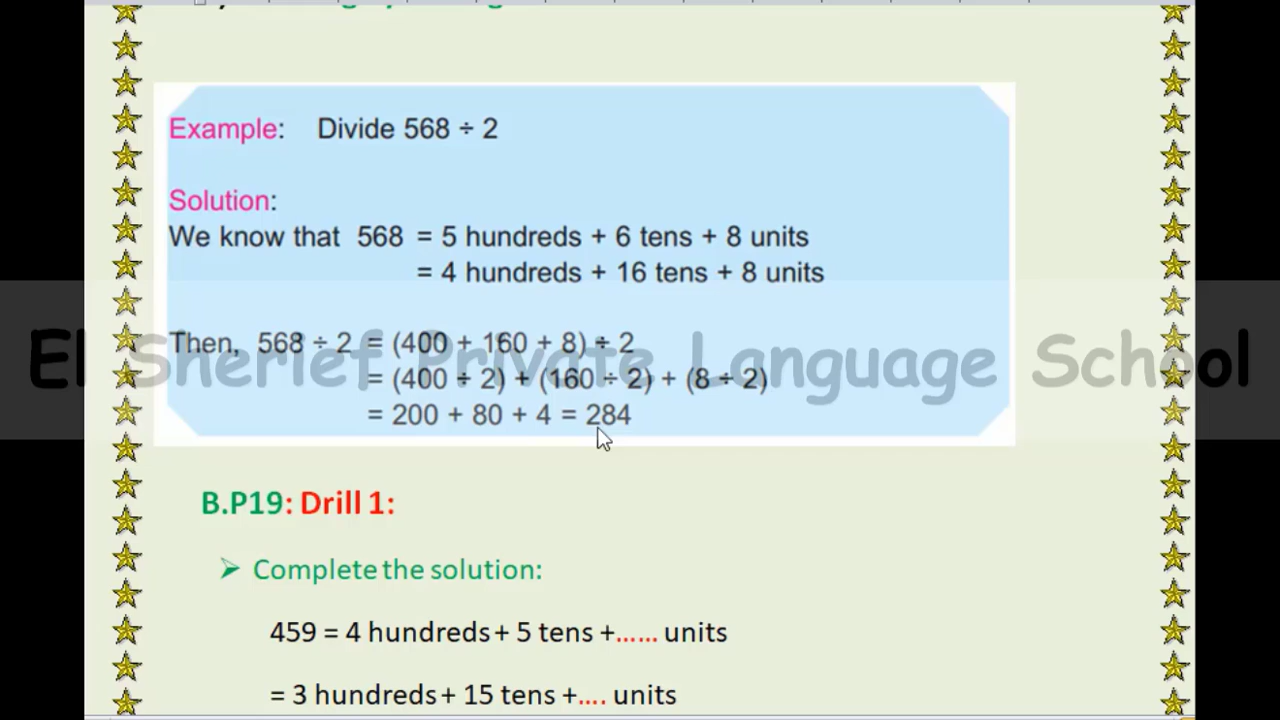 Example: Divide 568 ÷ 2
Solution:
We know that 568 = 5 hundreds + 6 tens + 8 units
= 4 hundreds + 16 tens + 8 units
Then, 568 ÷ 2 = (400 + 160 + 8) ÷ 2
= (400 ÷ 2) + (160 ÷ 2) + (8 ÷ 2)
= 200 + 80 + 4 = 284
El Sherief Private Language School
B.P19: Drill 1:
➢ Complete the solution:
459 = 4 hundreds + 5 tens +...... units
= 3 hundreds + 15 tens +.... units